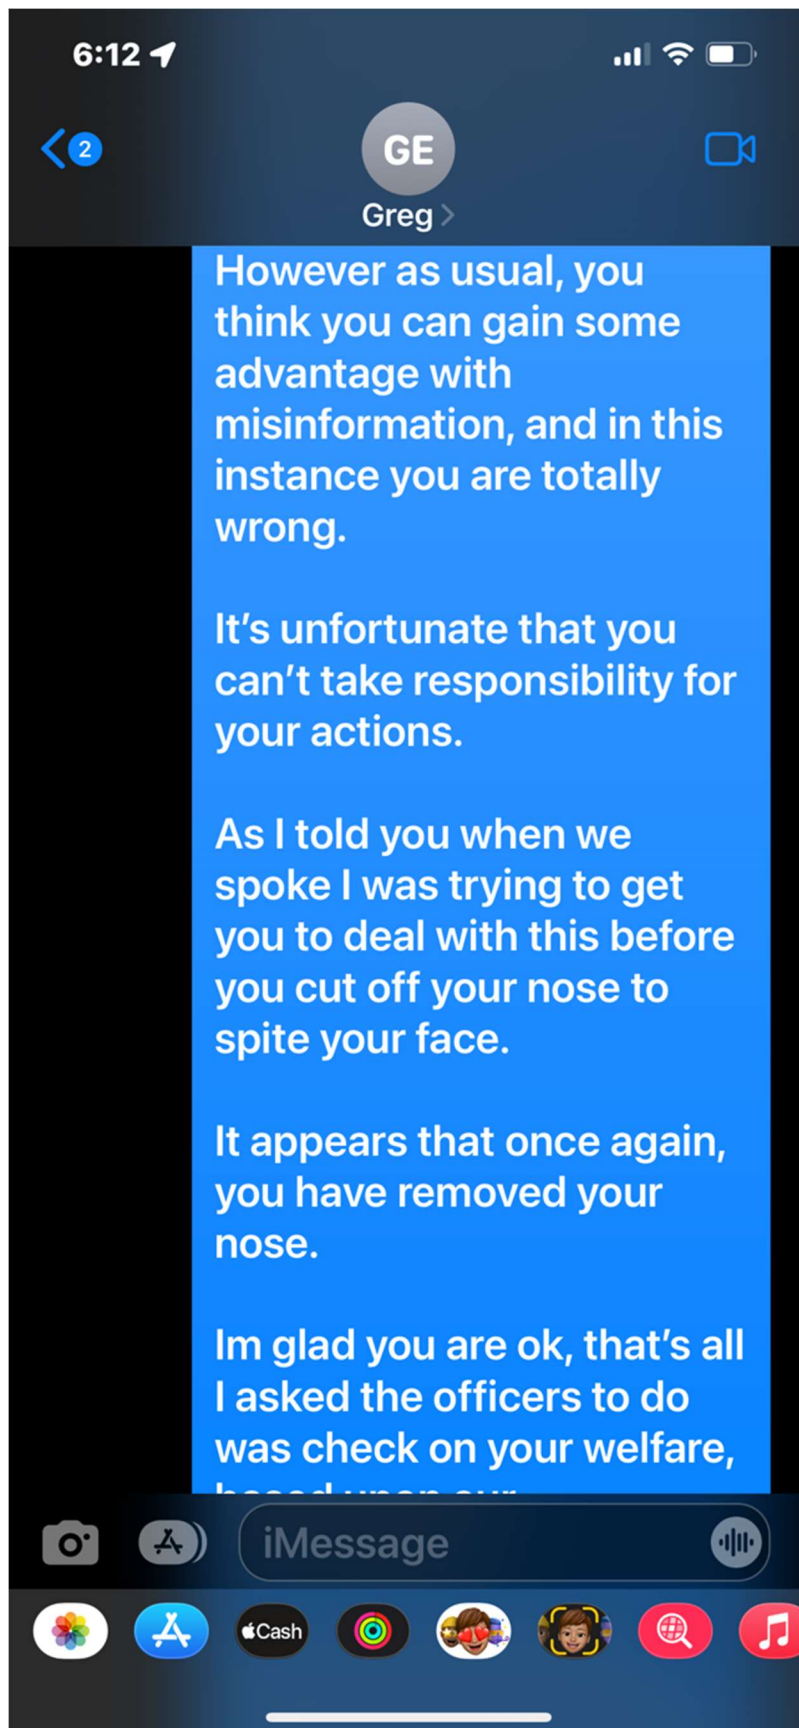 6:12
2
GE
Greg
However as usual, you
think you can gain some
advantage with
misinformation, and in this
instance you are totally
wrong.
It’s unfortunate that you
can’t take responsibility for
your actions.
As I told you when we
spoke I was trying to get
you to deal with this before
you cut off your nose to
spite your face.
It appears that once again,
you have removed your
nose.
Im glad you are ok, that’s all
I asked the officers to do
was check on your welfare,
based upon our
iMessage
Cash